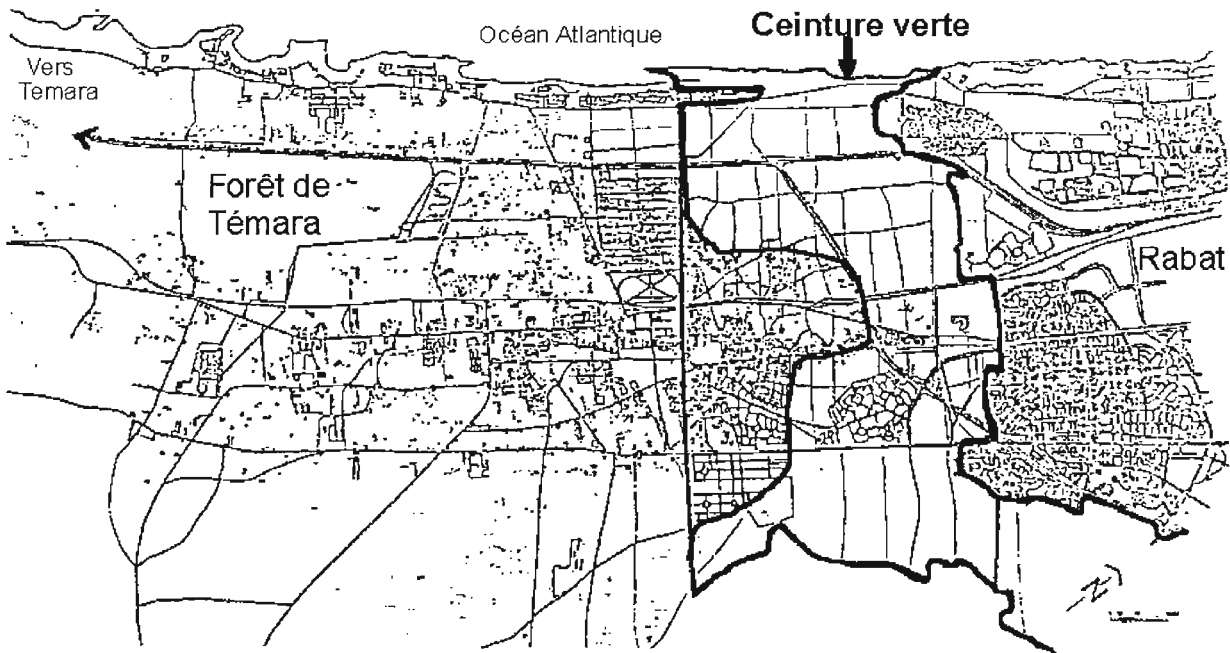 Océan Atlantique
Ceinture verte
Vers
Temara
Forêt de
Témara
Rabat
N